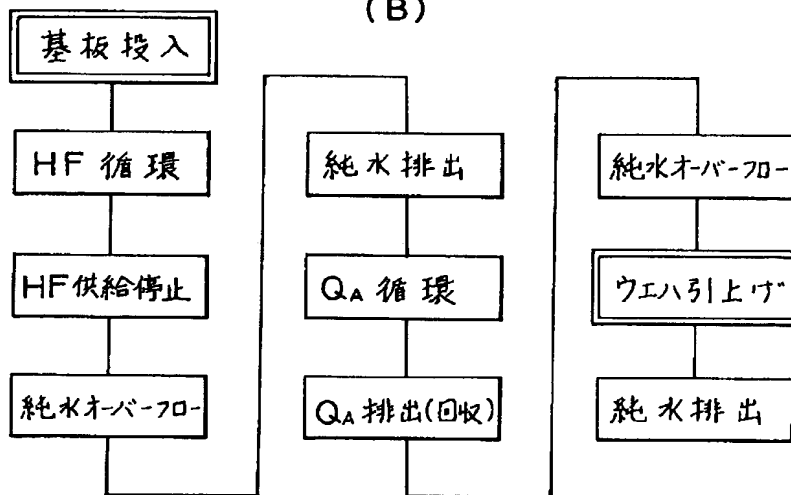 (B)
基板投入
HF 循環
HF供給停止
純水オーバーフロー
純水排出
QA 循環
QA 排出(回収)
純水オーバーフロー
ウエハ引上げ
純水排出